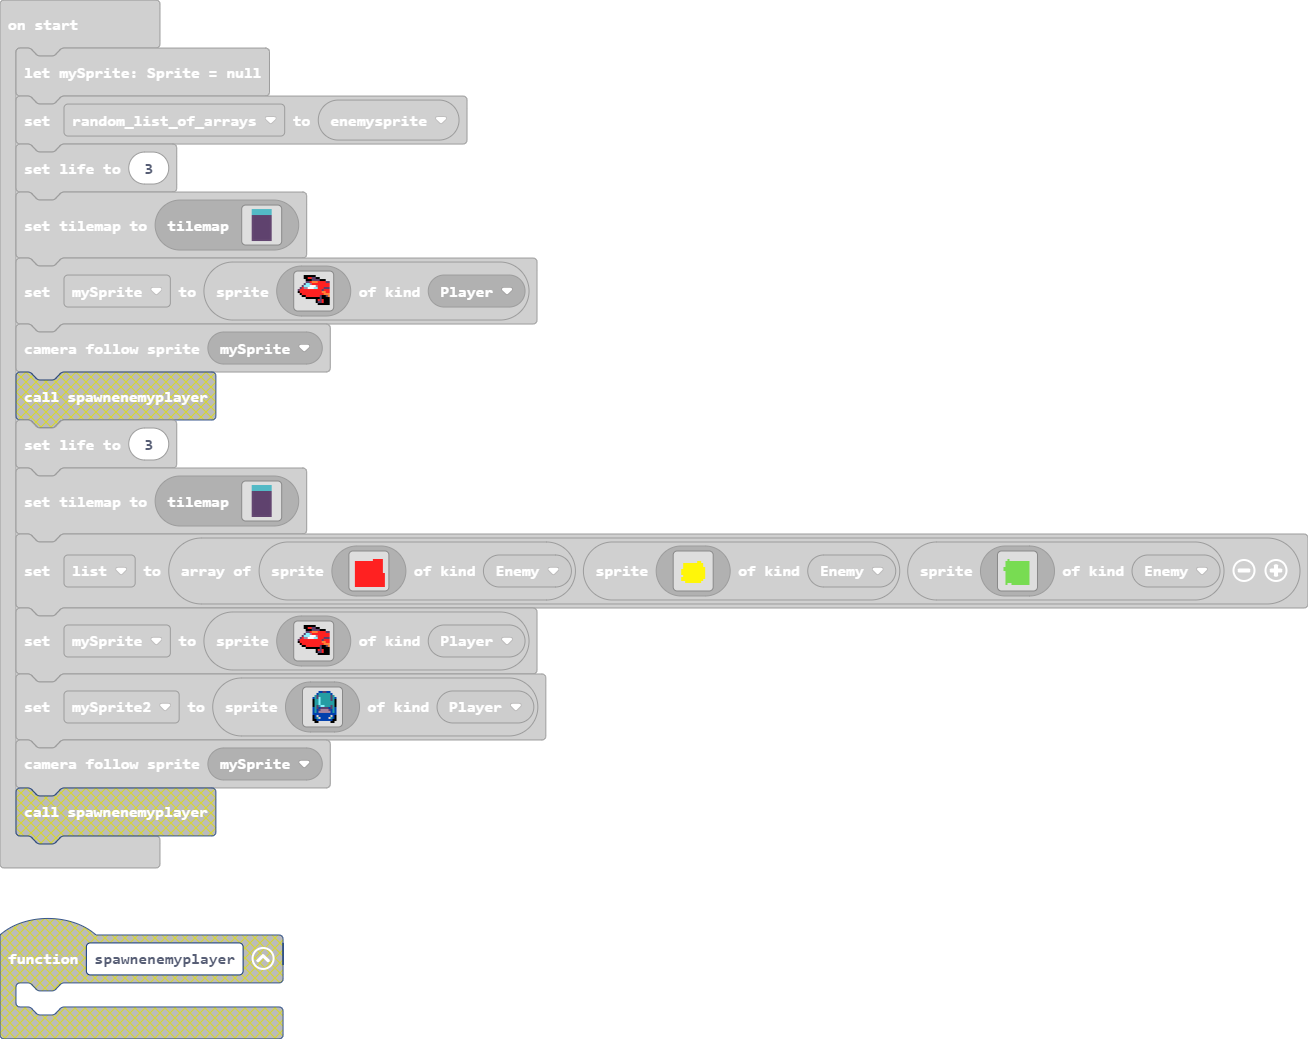 on start
let mySprite: Sprite = null
set random_list_of_arrays to enemysprite
set life to 3
set tilemap to tilemap
set mySprite to sprite of kind Player
camera follow sprite mySprite
call spawnenemyplayer
set life to 3
set tilemap to tilemap
set list to array of sprite of kind Enemy sprite of kind Enemy sprite of kind Enemy
set mySprite to sprite of kind Player
set mySprite2 to sprite of kind Player
camera follow sprite mySprite
call spawnenemyplayer
function spawnenemyplayer